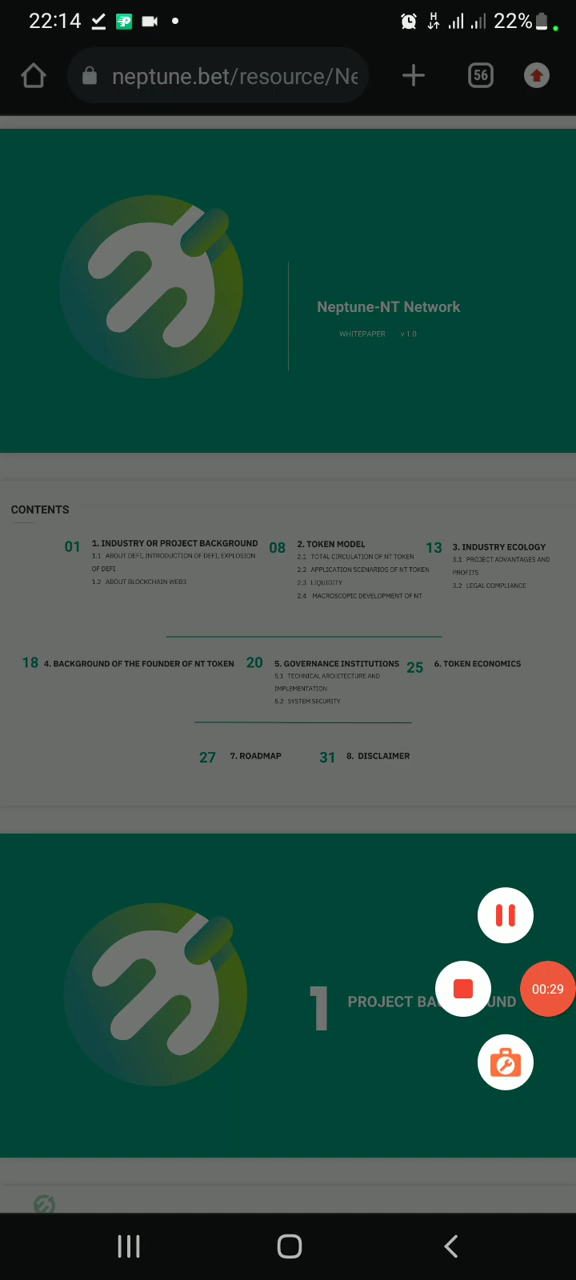 22:14
22%
neptune.bet/resource/Ne
56
Neptune-NT Network
WHITEPAPER v 1.0
CONTENTS
01 1. INDUSTRY OR PROJECT BACKGROUND
1.1 ABOUT DEFI, INTRODUCTION OF DEFI, EXPLOSION
OF DEFI
1.2 ABOUT BLOCKCHAIN WEB3
08 2. TOKEN MODEL
2.1 TOTAL CIRCULATION OF NT TOKEN
2.2 APPLICATION SCENARIOS OF NT TOKEN
2.3 LIQUIDITY
2.4 MACROSCOPIC DEVELOPMENT OF NT
13 3. INDUSTRY ECOLOGY
3.1 PROJECT ADVANTAGES AND
PROFITS
3.2 LEGAL COMPLIANCE
18 4. BACKGROUND OF THE FOUNDER OF NT TOKEN
20 5. GOVERNANCE INSTITUTIONS
5.1 TECHNICAL ARCHITECTURE AND
IMPLEMENTATION
5.2 SYSTEM SECURITY
25 6. TOKEN ECONOMICS
27 7. ROADMAP
31 8. DISCLAIMER
1 PROJECT BA UND
00:29